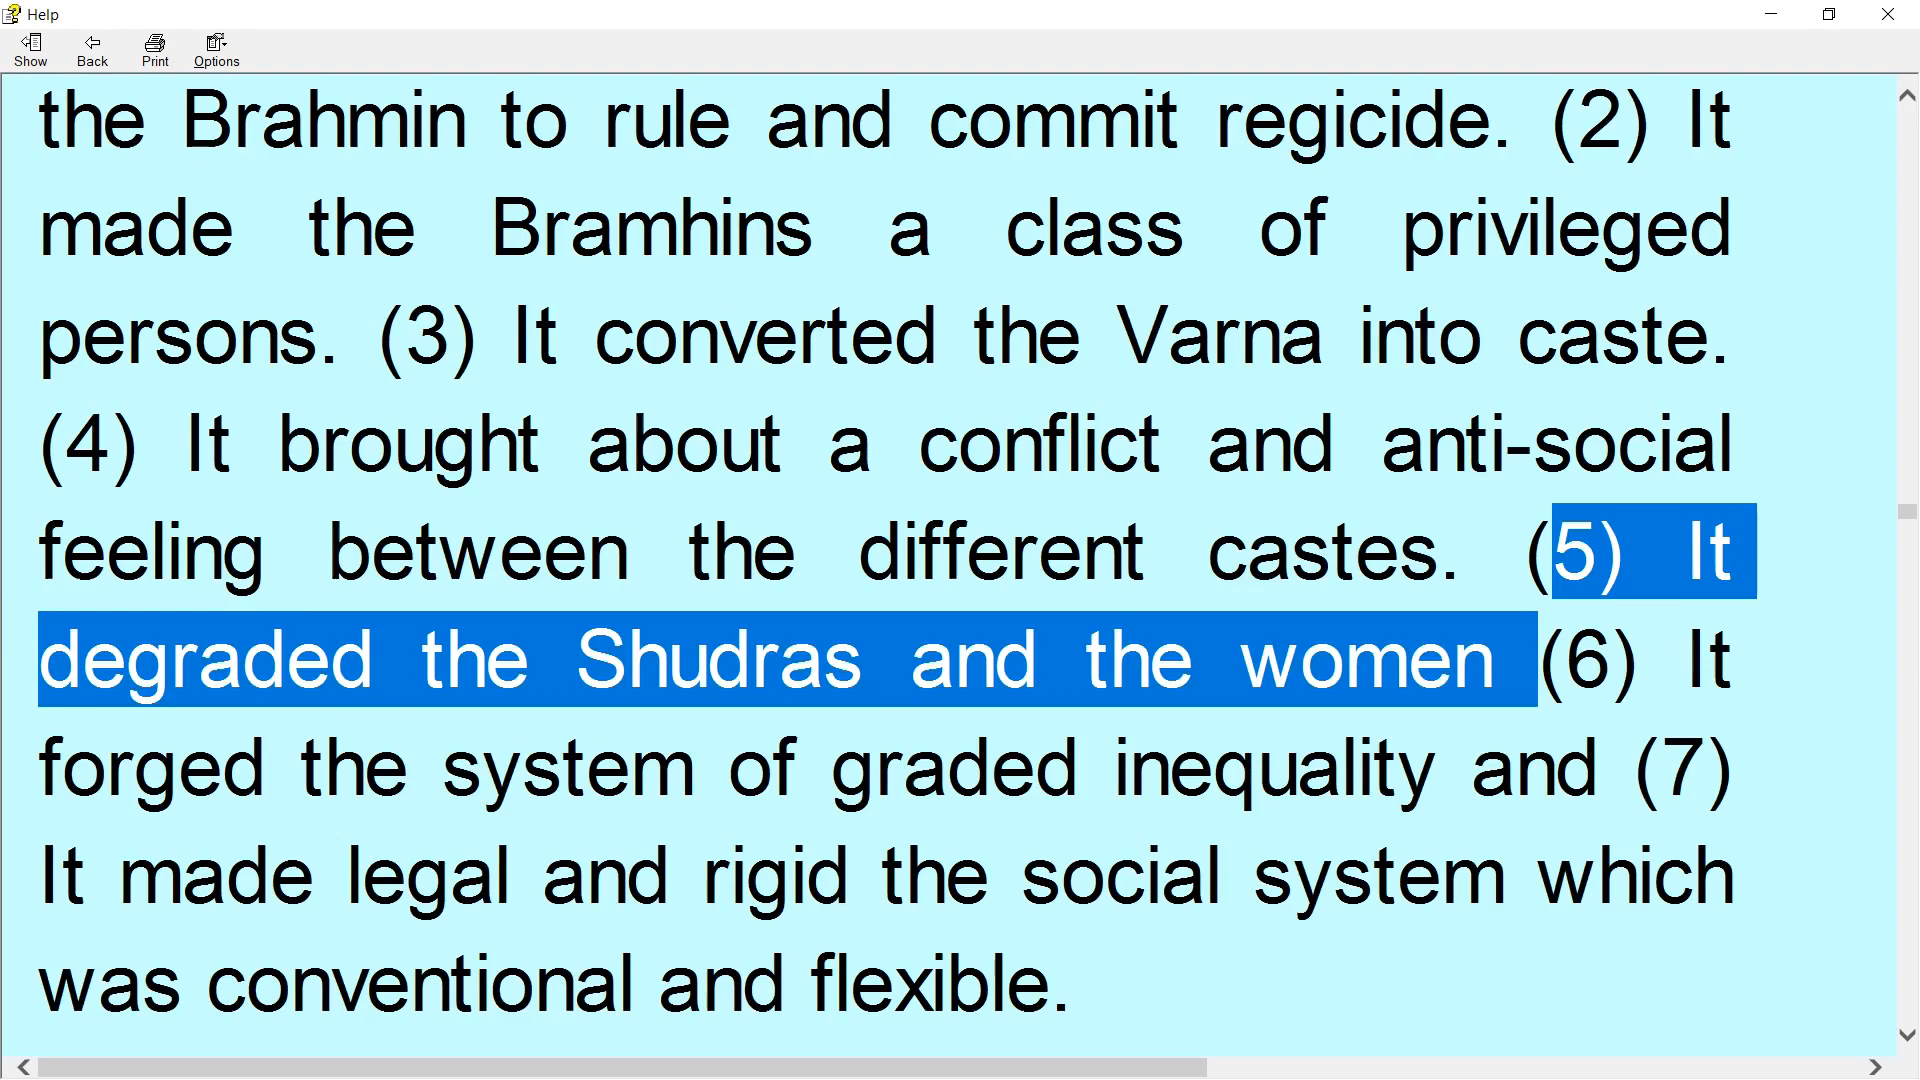 Help
Show Back Print Options
the Brahmin to rule and commit regicide. (2) It
made the Bramhins a class of privileged
persons. (3) It converted the Varna into caste.
(4) It brought about a conflict and anti-social
feeling between the different castes. (5) It
degraded the Shudras and the women (6) It
forged the system of graded inequality and (7)
It made legal and rigid the social system which
was conventional and flexible.